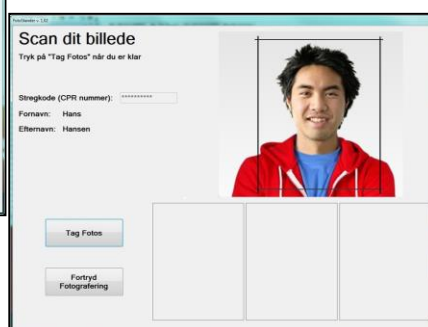 Scan dit billede
Tryk på "Tag Fotos" når du er klar
Stregkode (CPR nummer): **********
Fornavn: Hans
Efternavn: Hansen
Tag Fotos
Fortryd
Fotografering